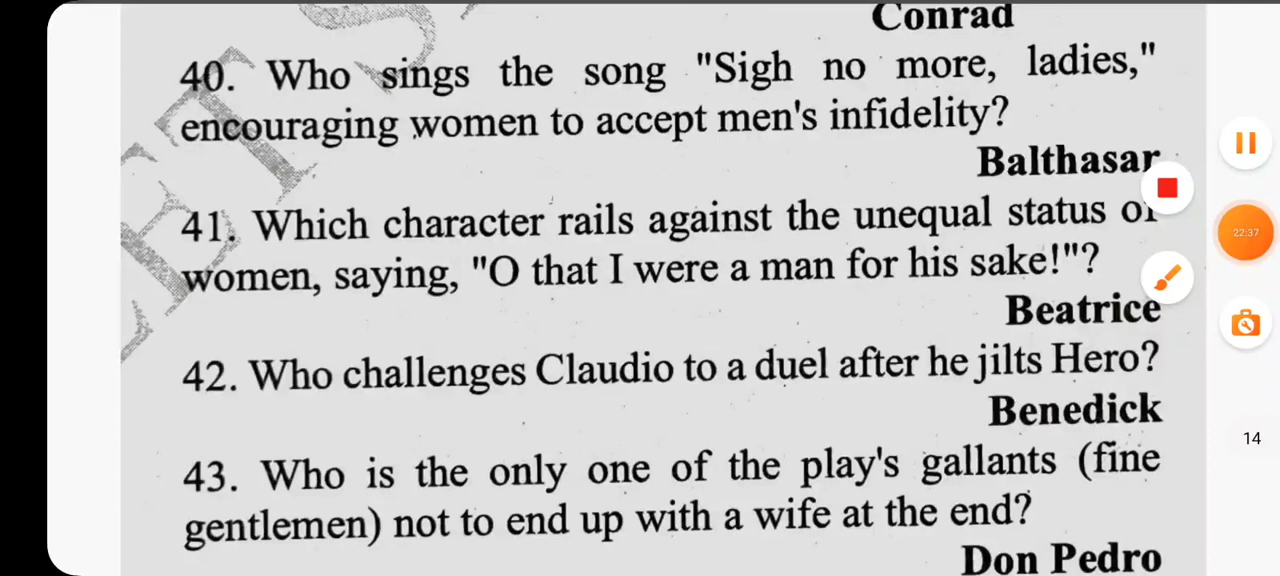 Conrad
40. Who sings the song "Sigh no more, ladies,"
encouraging women to accept men's infidelity?
Balthasar
41. Which character rails against the unequal status of
women, saying, "O that I were a man for his sake!"?
Beatrice
42. Who challenges Claudio to a duel after he jilts Hero?
Benedick
43. Who is the only one of the play's gallants (fine
gentlemen) not to end up with a wife at the end?
Don Pedro
22:37
14